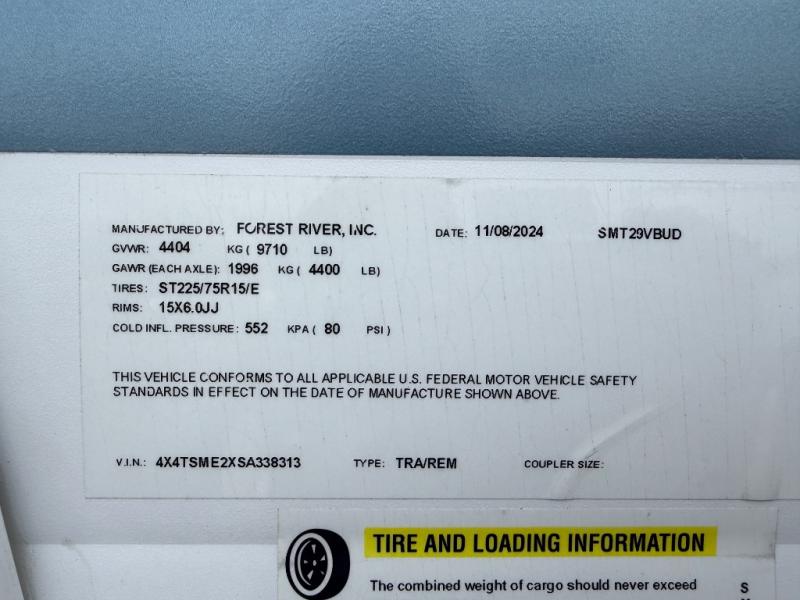 MANUFACTURED BY: FOREST RIVER, INC. DATE: 11/08/2024 SMT29VBUD
GVWR: 4404 KG ( 9710 LB)
GAWR (EACH AXLE): 1996 KG ( 4400 LB)
TIRES: ST225/75R15/E
RIMS: 15X6.0JJ
COLD INFL. PRESSURE: 552 KPA ( 80 PSI )
THIS VEHICLE CONFORMS TO ALL APPLICABLE U.S. FEDERAL MOTOR VEHICLE SAFETY
STANDARDS IN EFFECT ON THE DATE OF MANUFACTURE SHOWN ABOVE.
V.I.N.: 4X4TSME2XSA338313 TYPE: TRA/REM COUPLER SIZE:
TIRE AND LOADING INFORMATION
The combined weight of cargo should never exceed
S